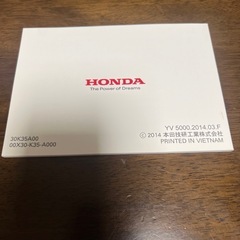 HONDA
The Power of Dreams
30K35A00
00X30-K35-A000
YV 5000.2014.03.F
Ⓒ 2014 本田技研工業株式会社
PRINTED IN VIETNAM